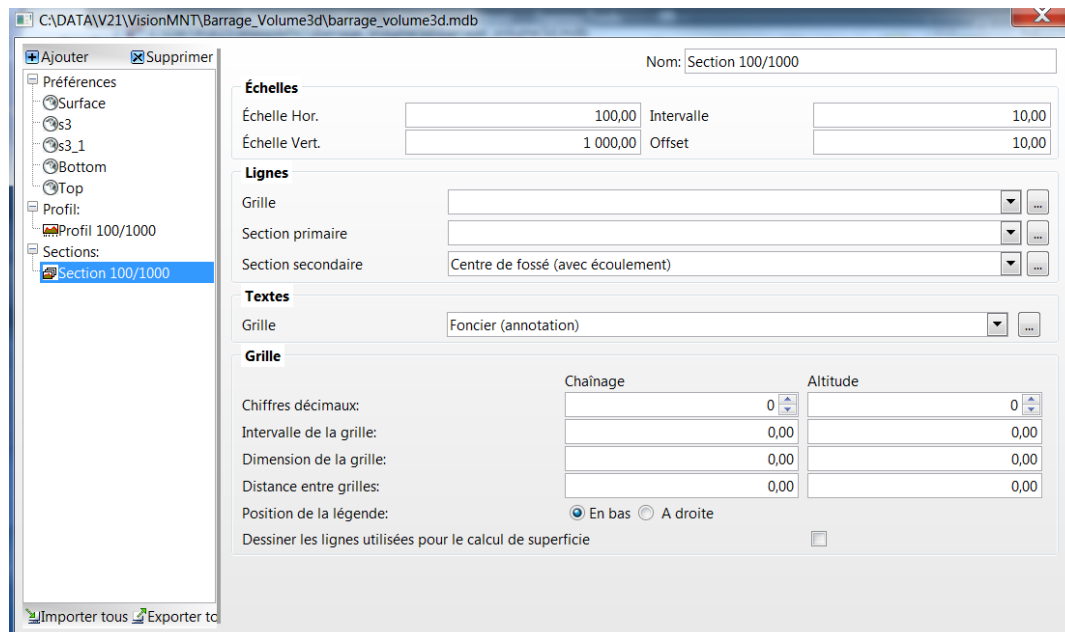 C:\DATA\V21\VisionMNT\Barrage_Volume3d\barrage_volume3d.mdb
Ajouter Supprimer
Préférences
Surface
s3
s3_1
Bottom
Top
Profil:
Profil 100/1000
Sections:
Section 100/1000
Importer tous Exporter to
Nom: Section 100/1000
Échelles
Échelle Hor. 100,00 Intervalle 10,00
Échelle Vert. 1 000,00 Offset 10,00
Lignes
Grille ...
Section primaire ...
Section secondaire Centre de fossé (avec écoulement) ...
Textes
Grille Foncier (annotation) ...
Grille
Chaînage Altitude
Chiffres décimaux: 0 0
Intervalle de la grille: 0,00 0,00
Dimension de la grille: 0,00 0,00
Distance entre grilles: 0,00 0,00
Position de la légende: En bas A droite
Dessiner les lignes utilisées pour le calcul de superficie